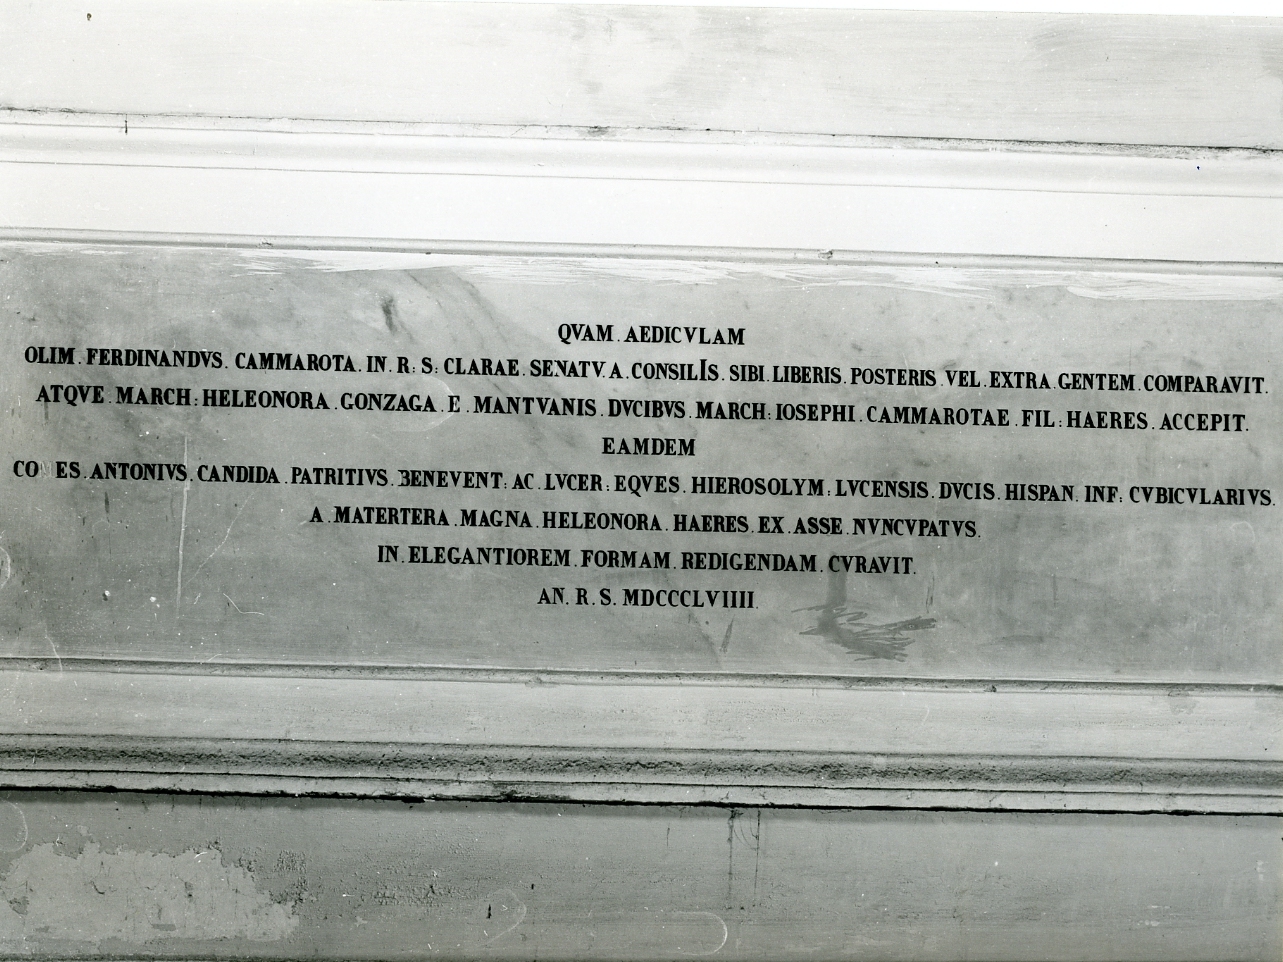 QVAM . AEDICVLAM
OLIM . FERDINANDVS . CAMMAROTA . IN . R : S : CLARAE . SENATV . A . CONSILIS . SIBI . LIBERIS . POSTERIS . VEL . EXTRA . GENTEM . COMPARAVIT .
ATQVE . MARCH : HELEONORA . GONZAGA . E . MANTVANIS . DVCIBVS . MARCH : IOSEPHI . CAMMAROTAE . FIL : HAERES . ACCEPIT .
EAMDEM
CO ES . ANTONIVS . CANDIDA . PATRITIVS . BENEVENT : AC . LVCER : EQVES . HIEROSOLYM . LVCENSIS . DVCIS . HISPAN . INF : CVBICVLARIVS .
A . MATERTERA . MAGNA . HELEONORA . HAERES . EX . ASSE . NVNCVPATVS .
IN . ELEGANTIOREM . FORMAM . REDIGENDAM . CVRAVIT .
AN . R . S . MDCCCLVIIII .